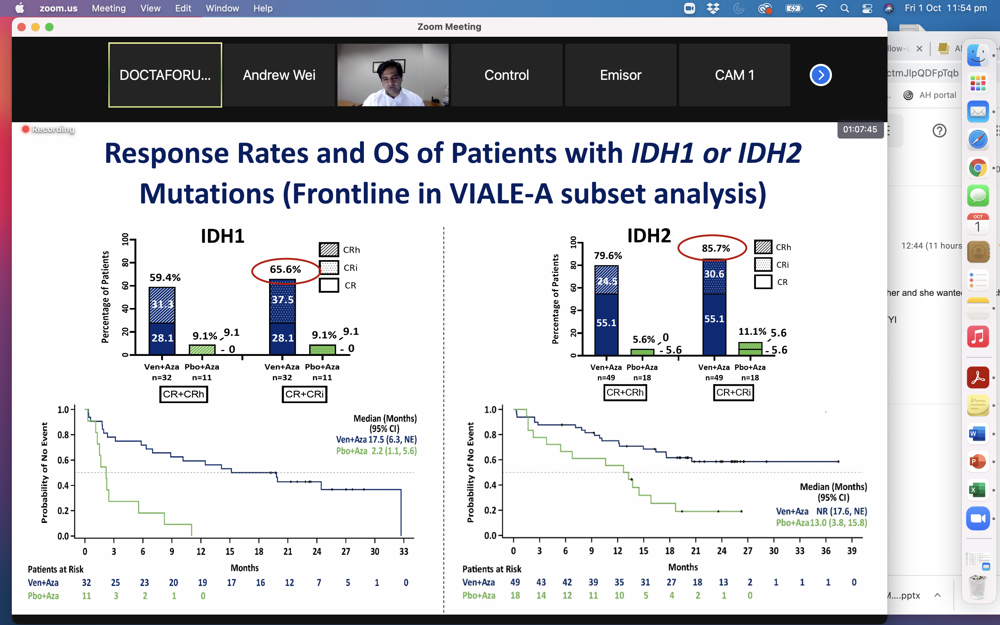 zoom.us Meeting View Edit Window Help Fri 1 Oct 11:54 pm
Zoom Meeting
DOCTAFORU... Andrew Wei Control Emisor CAM 1
Recording 01:07:45
Response Rates and OS of Patients with IDH1 or IDH2
Mutations (Frontline in VIALE-A subset analysis)
IDH1
Percentage of Patients
100
80
60
40
20
0
59.4%
31.3
28.1
9.1% 9.1
- 0
65.6%
37.5
28.1
9.1% 9.1
- 0
CRh
CRi
CR
Ven+Aza Pbo+Aza Ven+Aza Pbo+Aza
n=32 n=11 n=32 n=11
CR+CRh CR+CRi
Probability of No Event
1.0
0.8
0.6
0.4
0.2
0.0
Median (Months)
(95% CI)
Ven+Aza 17.5 (6.3, NE)
Pbo+Aza 2.2 (1.1, 5.6)
0 3 6 9 12 15 18 21 24 27 30 33
Months
Patients at Risk
Ven+Aza 32 25 23 20 19 17 16 12 7 5 1 0
Pbo+Aza 11 3 2 1 0
IDH2
Percentage of Patients
100
80
60
40
20
0
79.6%
24.5
55.1
5.6% 0
- 5.6
85.7%
30.6
55.1
11.1% 5.6
- 5.6
CRh
CRi
CR
Ven+Aza Pbo+Aza Ven+Aza Pbo+Aza
n=49 n=18 n=49 n=18
CR+CRh CR+CRi
Probability of No Event
1.0
0.8
0.6
0.4
0.2
0.0
Median (Months)
(95% CI)
Ven+Aza NR (17.6, NE)
Pbo+Aza 13.0 (3.8, 15.8)
0 3 6 9 12 15 18 21 24 27 30 33 36 39
Months
Patients at Risk
Ven+Aza 49 43 42 39 35 31 27 18 13 2 1 1 1 0
Pbo+Aza 18 14 12 11 10 5 4 2 1 0
ctmJlpQDFpTqb
AH portal
12:44 (11 hours
her and she wante
OCT
1
W
P
X
....pptx